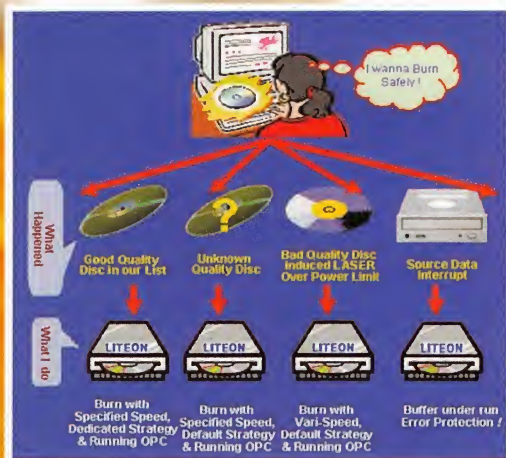 I wanna Burn
Safely !
What
Happened
Good Quality
Disc in our List
Unknown
Quality Disc
Bad Quality Disc
induced LASER
Over Power Limit
Source Data
Interrupt
What I do
LITEON
LITEON
LITEON
LITEON
Burn with
Specified Speed,
Dedicated Strategy
& Running OPC
Burn with
Specified Speed,
Default Strategy
& Running OPC
Burn with
Vari-Speed,
Default Strategy
& Running OPC
Buffer under run
Error Protection !